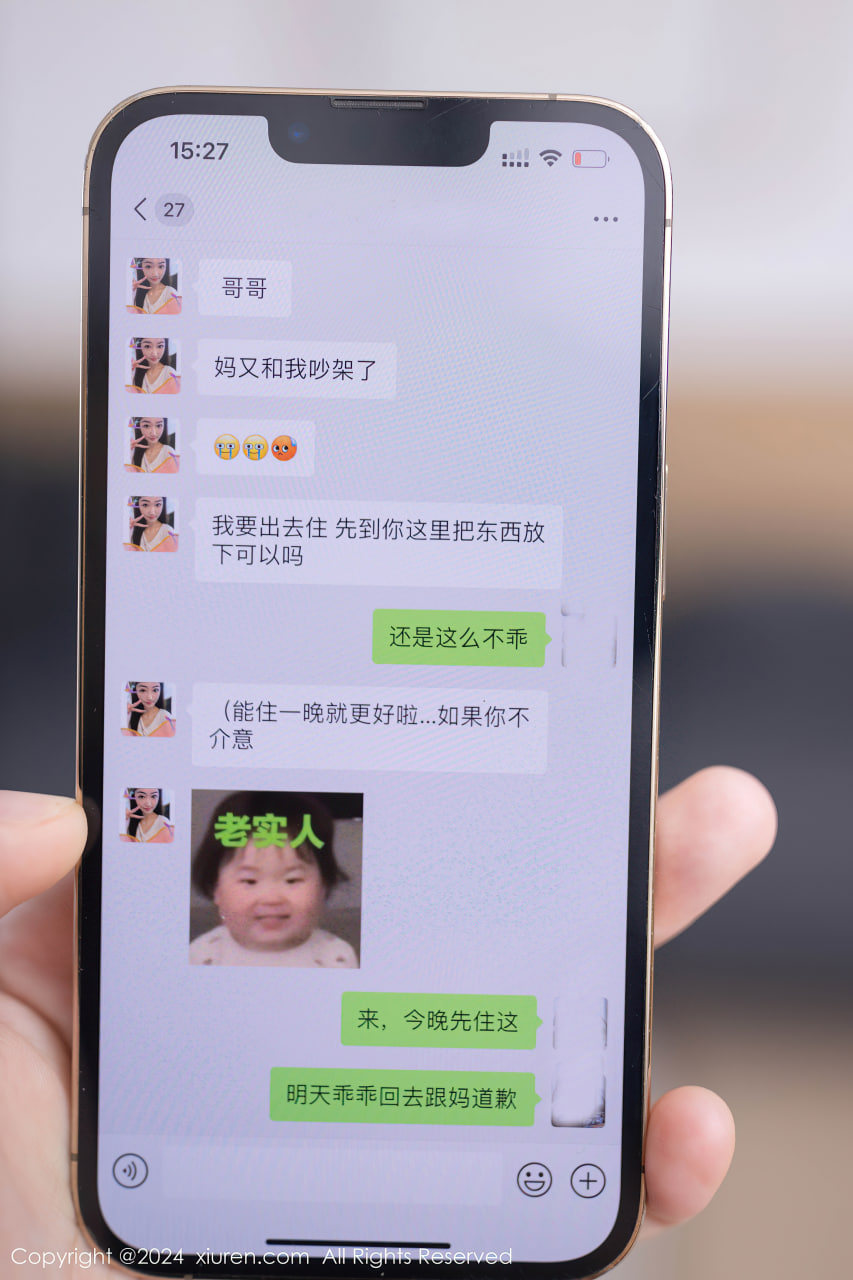 15:27
27
哥哥
妈又和我吵架了
😭😭🥵
我要出去住 先到你这里把东西放
下可以吗
还是这么不乖
（能住一晚就更好啦...如果你不
介意
老实人
来，今晚先住这
明天乖乖回去跟妈道歉
Copyright @2024 xiuren.com All Rights Reserved